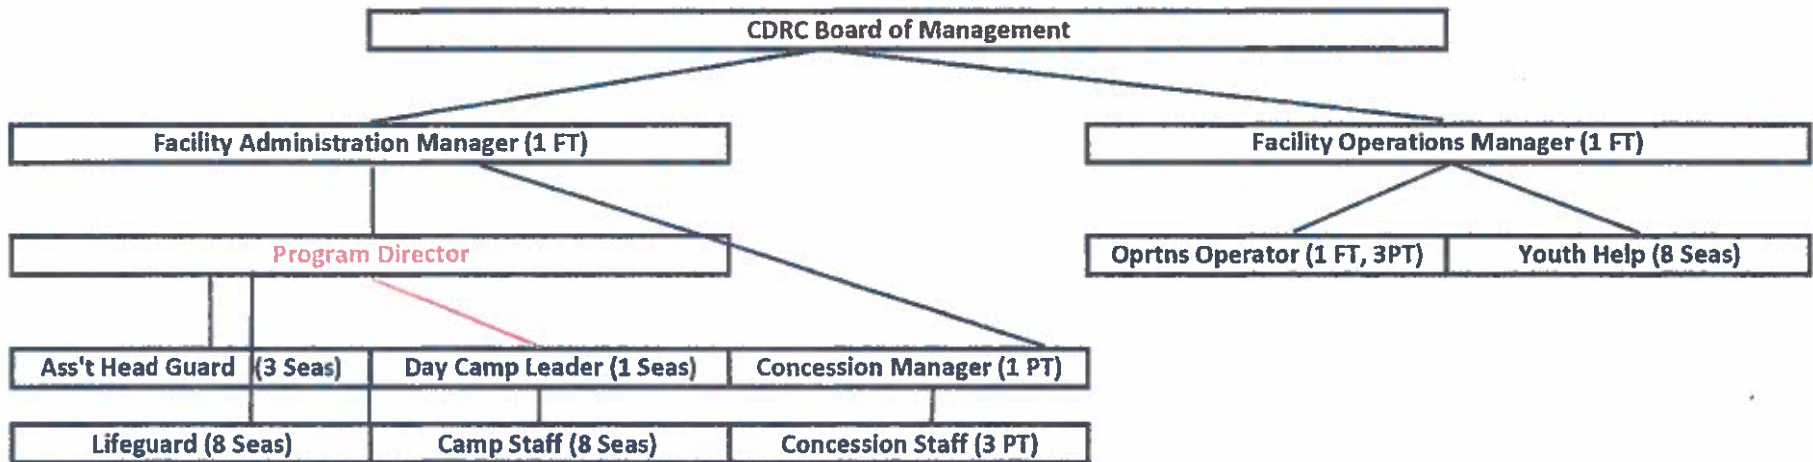 CDRC Board of Management
Facility Administration Manager (1 FT)
Facility Operations Manager (1 FT)
Program Director
Oprtns Operator (1 FT, 3PT)
Youth Help (8 Seas)
Ass't Head Guard (3 Seas)
Day Camp Leader (1 Seas)
Concession Manager (1 PT)
Lifeguard (8 Seas)
Camp Staff (8 Seas)
Concession Staff (3 PT)